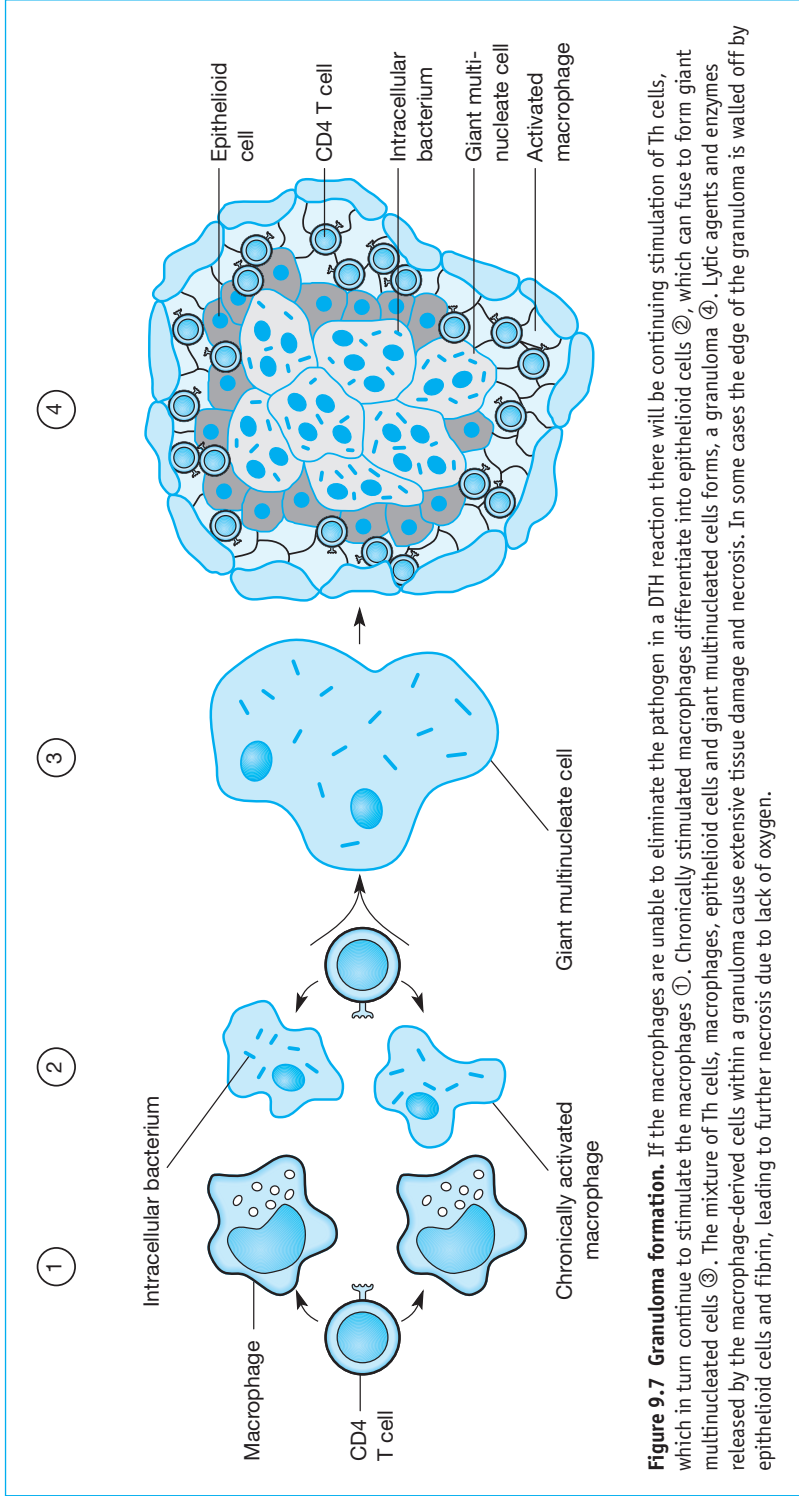 1
2
3
4
Macrophage
CD4
T cell
Intracellular bacterium
Chronically activated
macrophage
Giant multinucleate cell
Epithelioid
cell
CD4 T cell
Intracellular
bacterium
Giant multi-
nucleate cell
Activated
macrophage
Figure 9.7 Granuloma formation. If the macrophages are unable to eliminate the pathogen in a DTH reaction there will be continuing stimulation of Th cells,
which in turn continue to stimulate the macrophages ①. Chronically stimulated macrophages differentiate into epithelioid cells ②, which can fuse to form giant
multinucleated cells ③. The mixture of Th cells, macrophages, epithelioid cells and giant multinucleated cells forms, a granuloma ④. Lytic agents and enzymes
released by the macrophage-derived cells within a granuloma cause extensive tissue damage and necrosis. In some cases the edge of the granuloma is walled off by
epithelioid cells and fibrin, leading to further necrosis due to lack of oxygen.